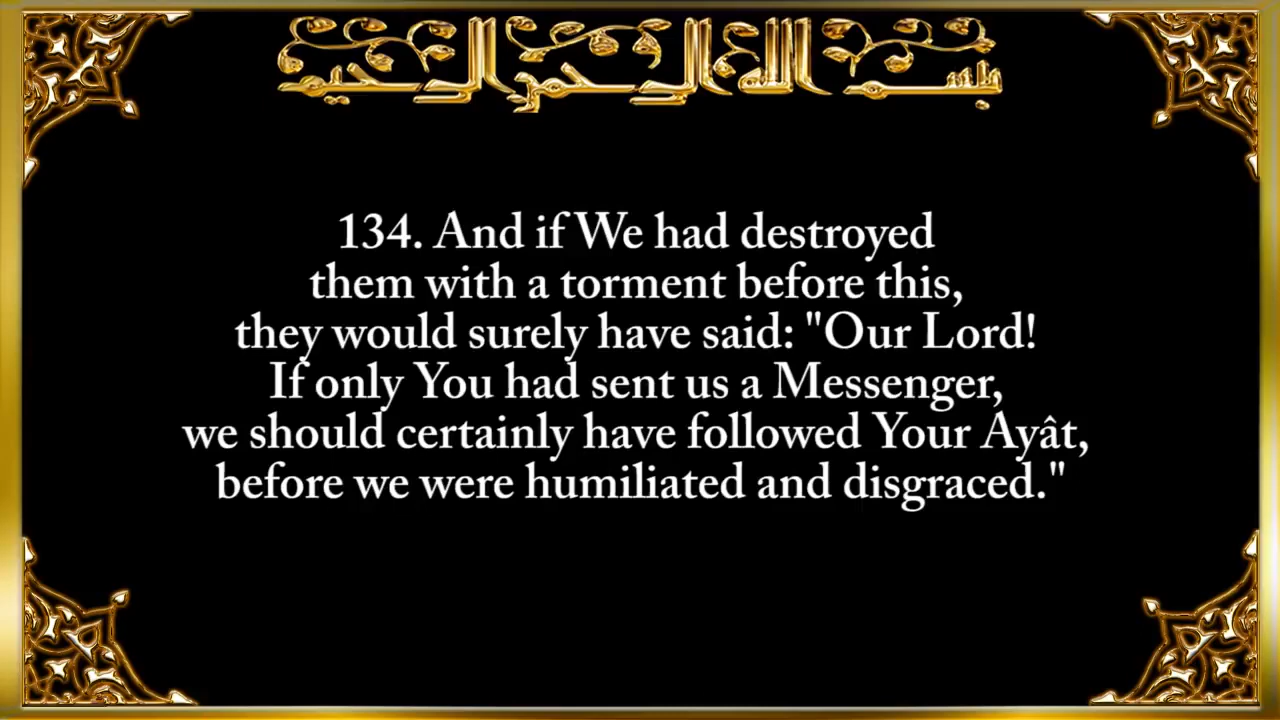 بسم الله الرحمن الرحيم
134. And if We had destroyed
them with a torment before this,
they would surely have said: "Our Lord!
If only You had sent us a Messenger,
we should certainly have followed Your Ayât,
before we were humiliated and disgraced."